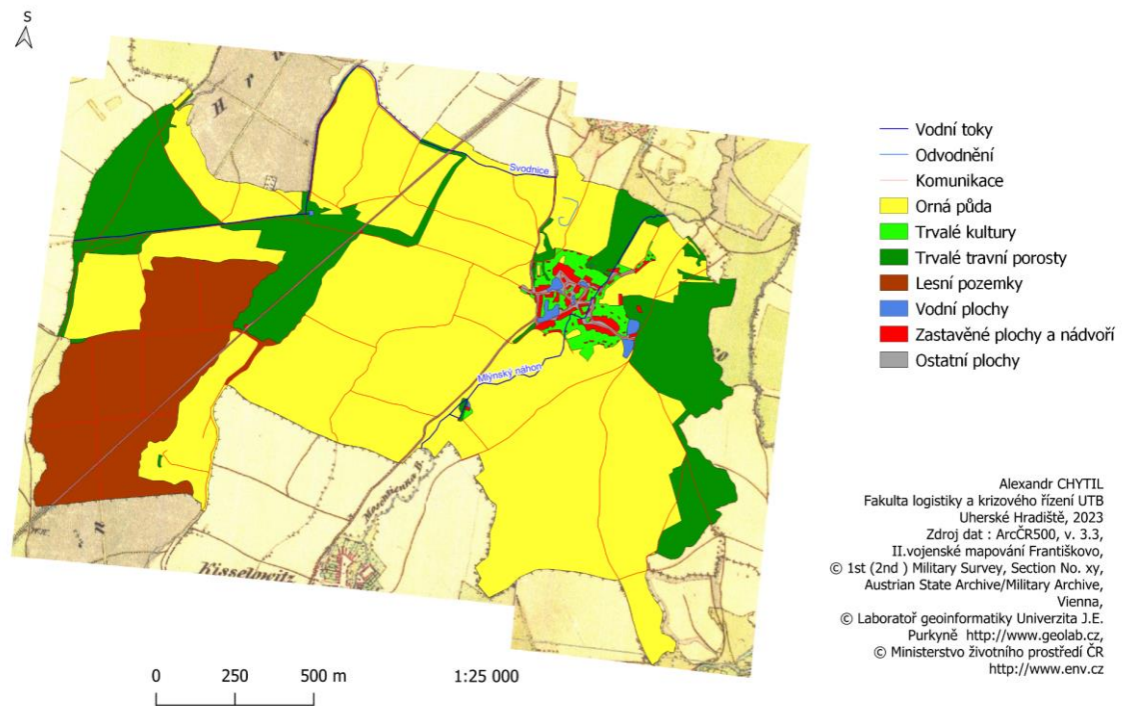 S
H r a
Svodnice
Mlýnský náhon
Kisselowitz
0 250 500 m
1:25 000
Vodní toky
Odvodnění
Komunikace
Orná půda
Trvalé kultury
Trvalé travní porosty
Lesní pozemky
Vodní plochy
Zastavěné plochy a nádvoří
Ostatní plochy
Alexandr CHYTIL
Fakulta logistiky a krizového řízení UTB
Uherské Hradiště, 2023
Zdroj dat : ArcČR500, v. 3.3,
II.vojenské mapování Františkovo,
© 1st (2nd ) Military Survey, Section No. xy,
Austrian State Archive/Military Archive,
Vienna,
© Laboratoř geoinformatiky Univerzita J.E.
Purkyně http://www.geolab.cz,
© Ministerstvo životního prostředí ČR
http://www.env.cz